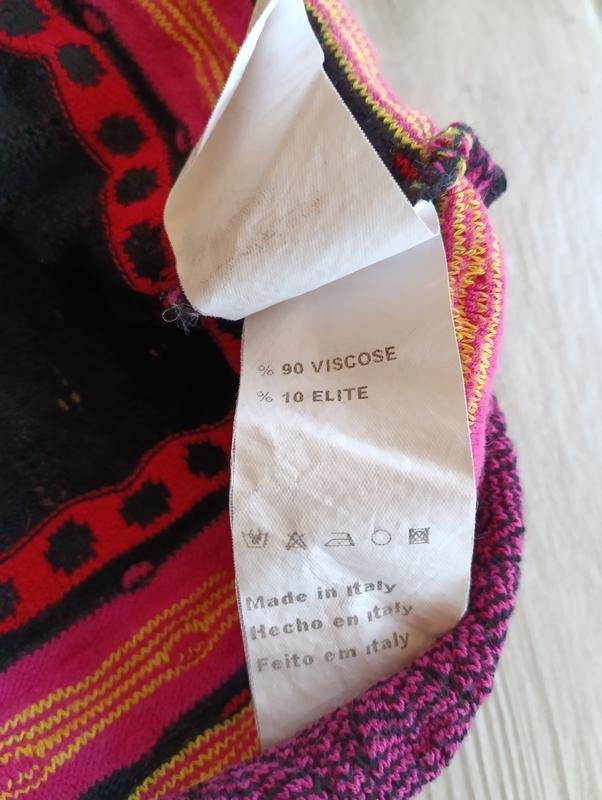 % 90 VISCOSE
% 10 ELITE
Made in Italy
Hecho en Italy
Feito em Italy